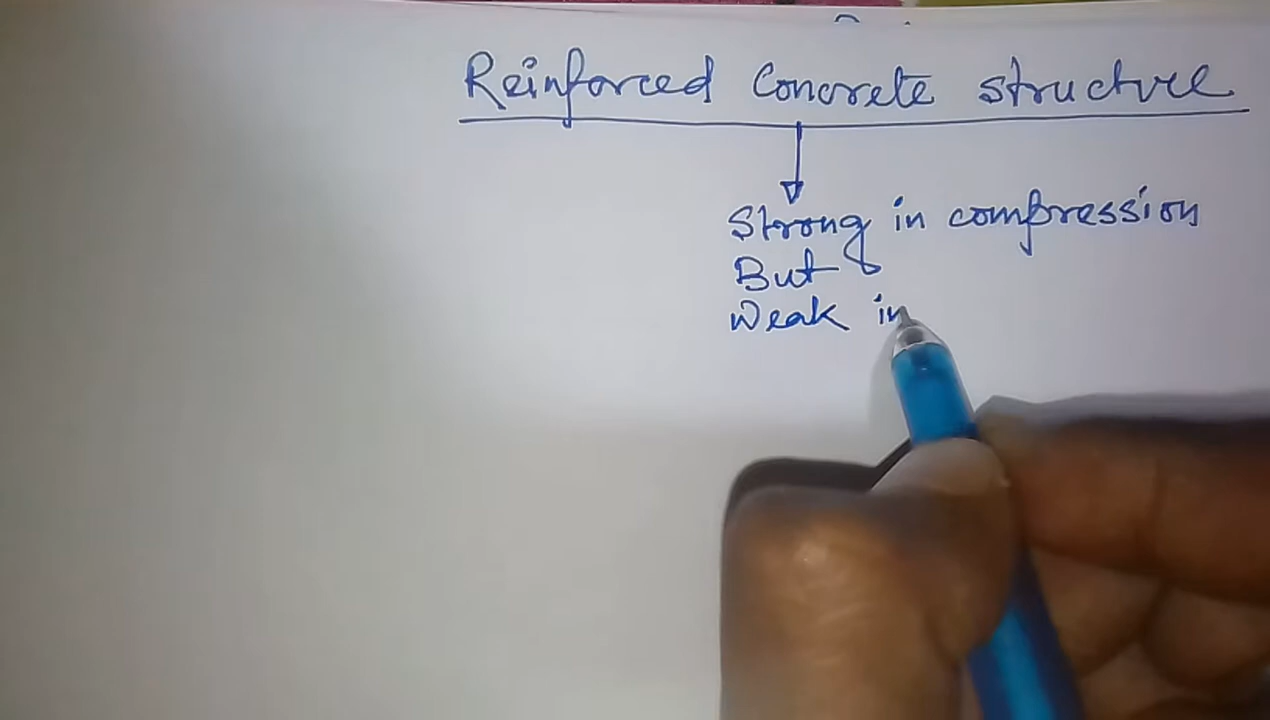 Reinforced Concrete structure
Strong in compression
But
Weak in